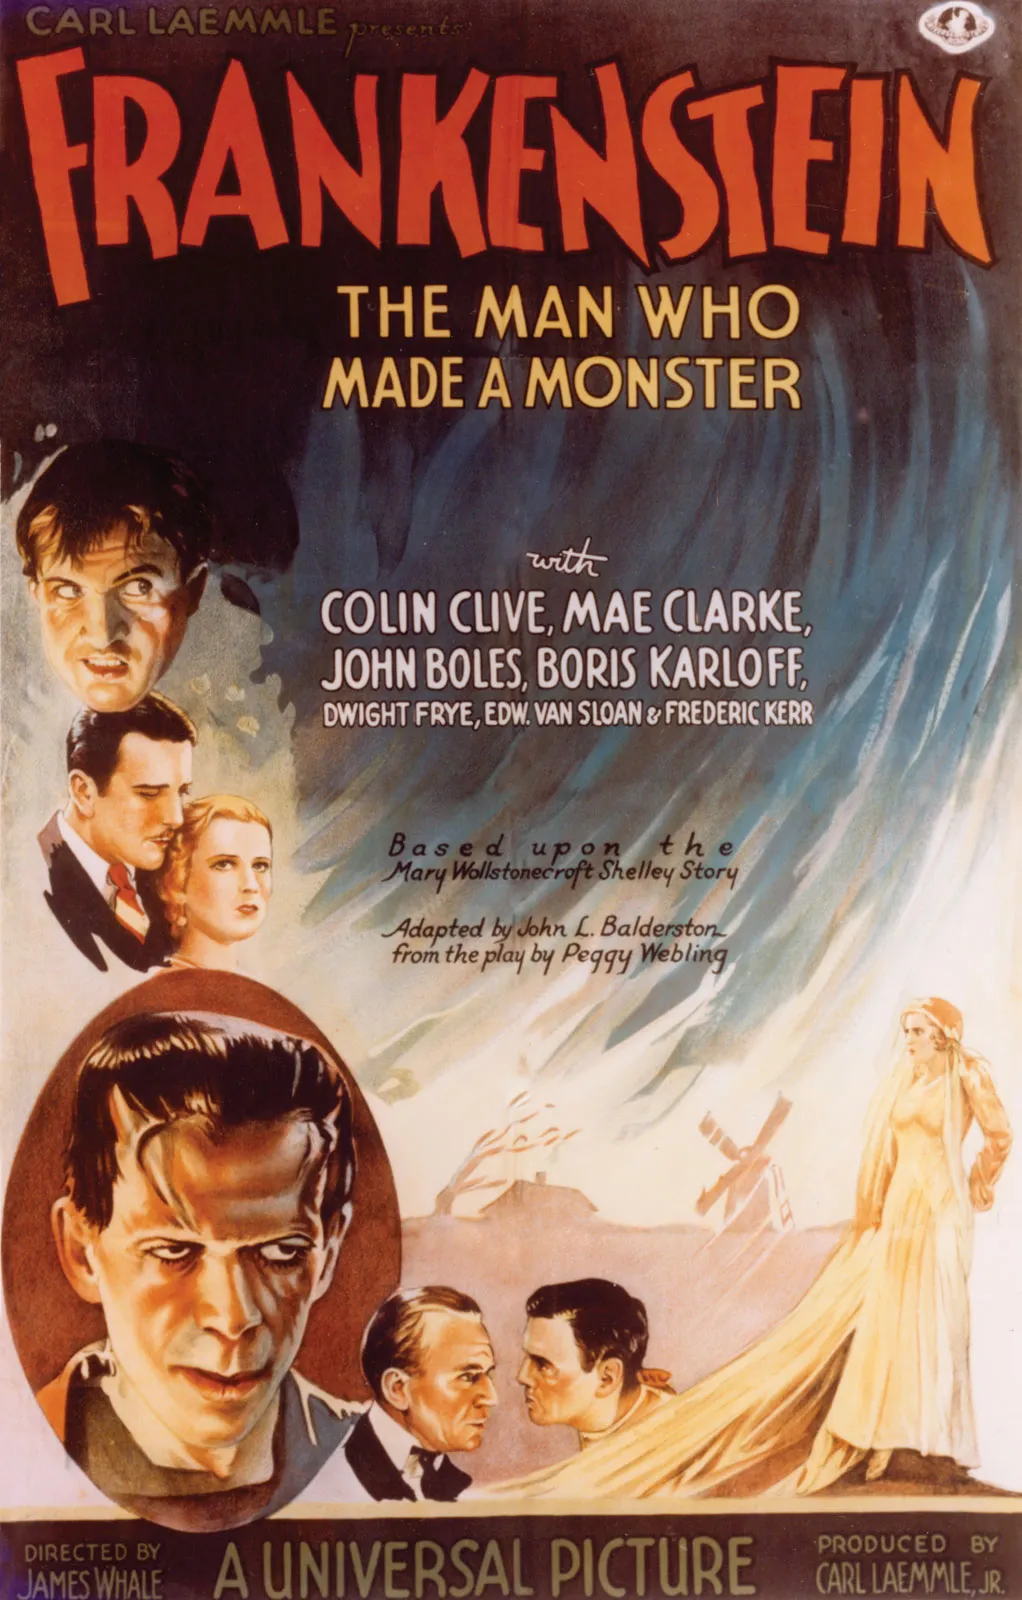 CARL LAEMMLE presents
FRANKENSTEIN
THE MAN WHO
MADE A MONSTER
with
COLIN CLIVE, MAE CLARKE,
JOHN BOLES, BORIS KARLOFF,
DWIGHT FRYE, EDW. VAN SLOAN & FREDERIC KERR
Based upon the
Mary Wollstonecroft Shelley Story
Adapted by John L. Balderston
from the play by Peggy Webling
DIRECTED BY
JAMES WHALE
A UNIVERSAL PICTURE
PRODUCED BY
CARL LAEMMLE, JR.